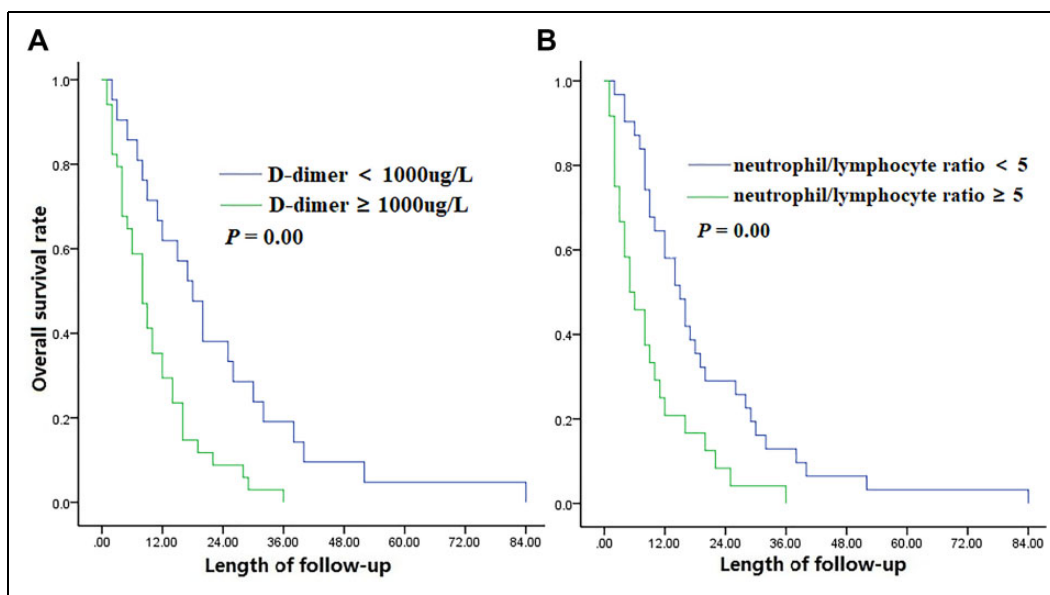 A
Overall survival rate
1.0
0.8
0.6
0.4
0.2
0.0
D-dimer < 1000ug/L
D-dimer ≥ 1000ug/L
P = 0.00
.00 12.00 24.00 36.00 48.00 60.00 72.00 84.00
Length of follow-up
B
1.0
0.8
0.6
0.4
0.2
0.0
neutrophil/lymphocyte ratio < 5
neutrophil/lymphocyte ratio ≥ 5
P = 0.00
.00 12.00 24.00 36.00 48.00 60.00 72.00 84.00
Length of follow-up